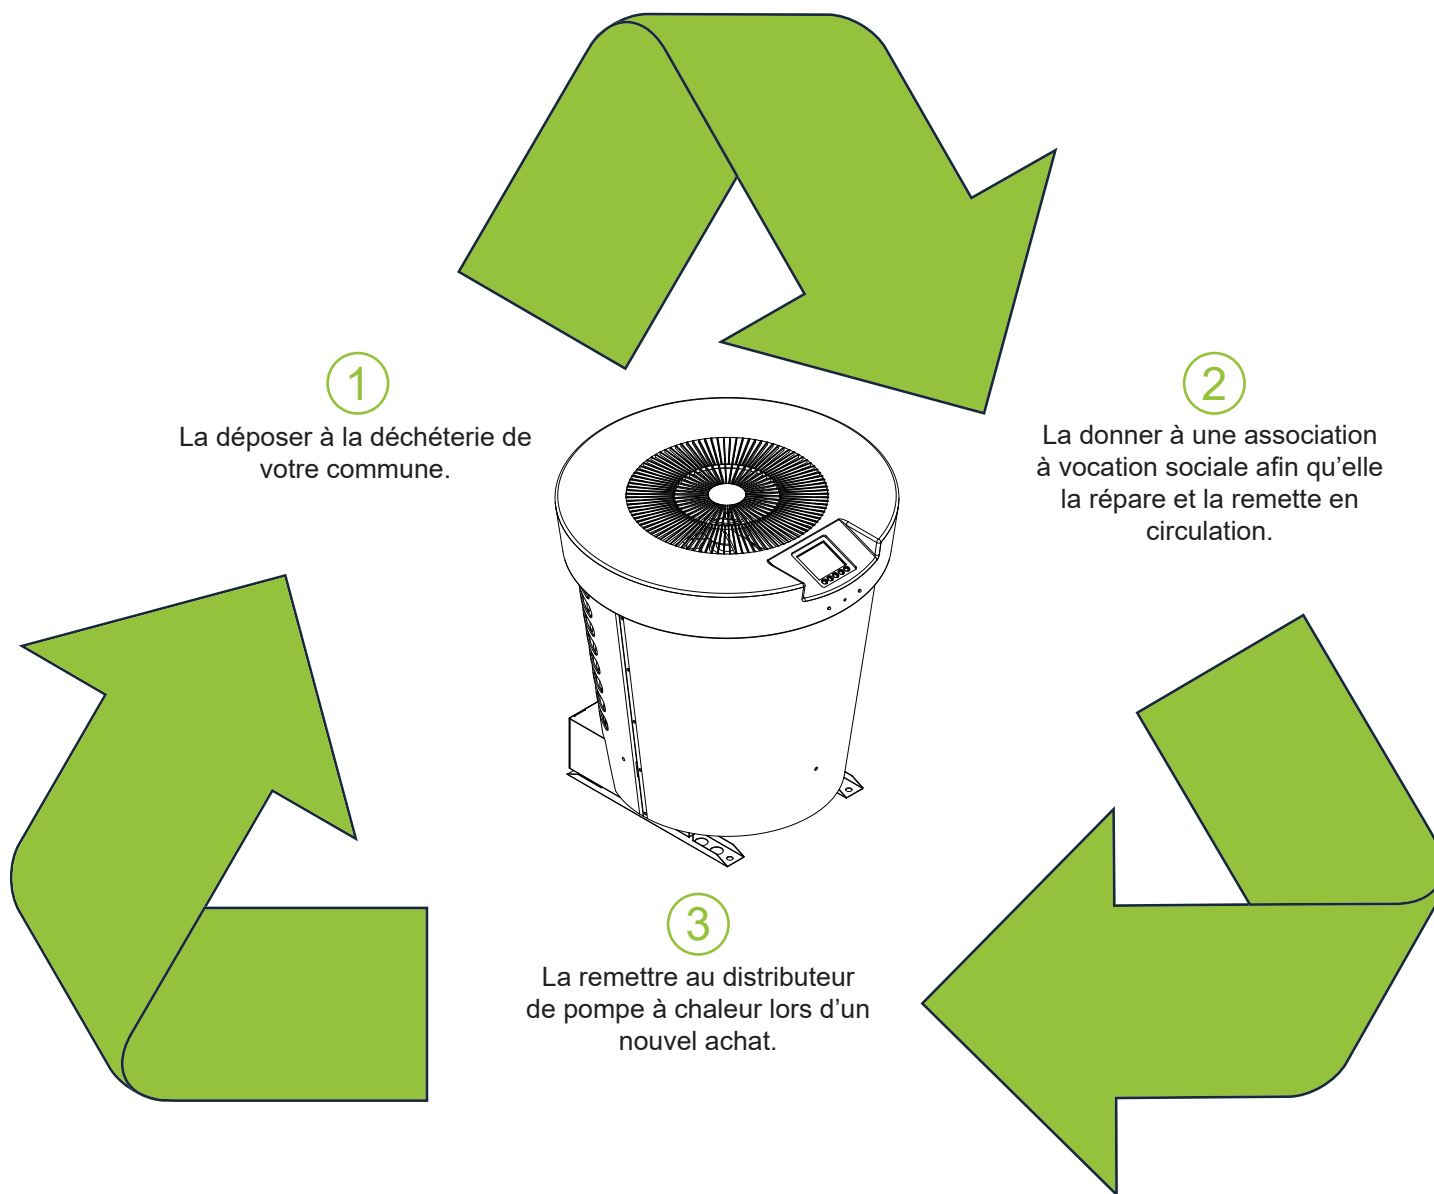 1
La déposer à la déchéterie de
votre commune.
2
La donner à une association
à vocation sociale afin qu’elle
la répare et la remette en
circulation.
3
La remettre au distributeur
de pompe à chaleur lors d’un
nouvel achat.